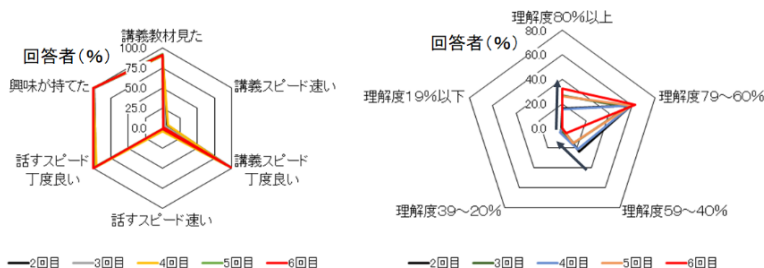 回答者(%)
講義教材見た
100.0
75.0
50.0
25.0
0.0
興味が持てた
講義スピード速い
話すスピード
丁度良い
講義スピード
丁度良い
話すスピード速い
2回目
3回目
4回目
5回目
6回目
回答者(%)
理解度80%以上
80.0
60.0
40.0
20.0
0.0
理解度19%以下
理解度79～60%
理解度39～20%
理解度59～40%
2回目
3回目
4回目
5回目
6回目